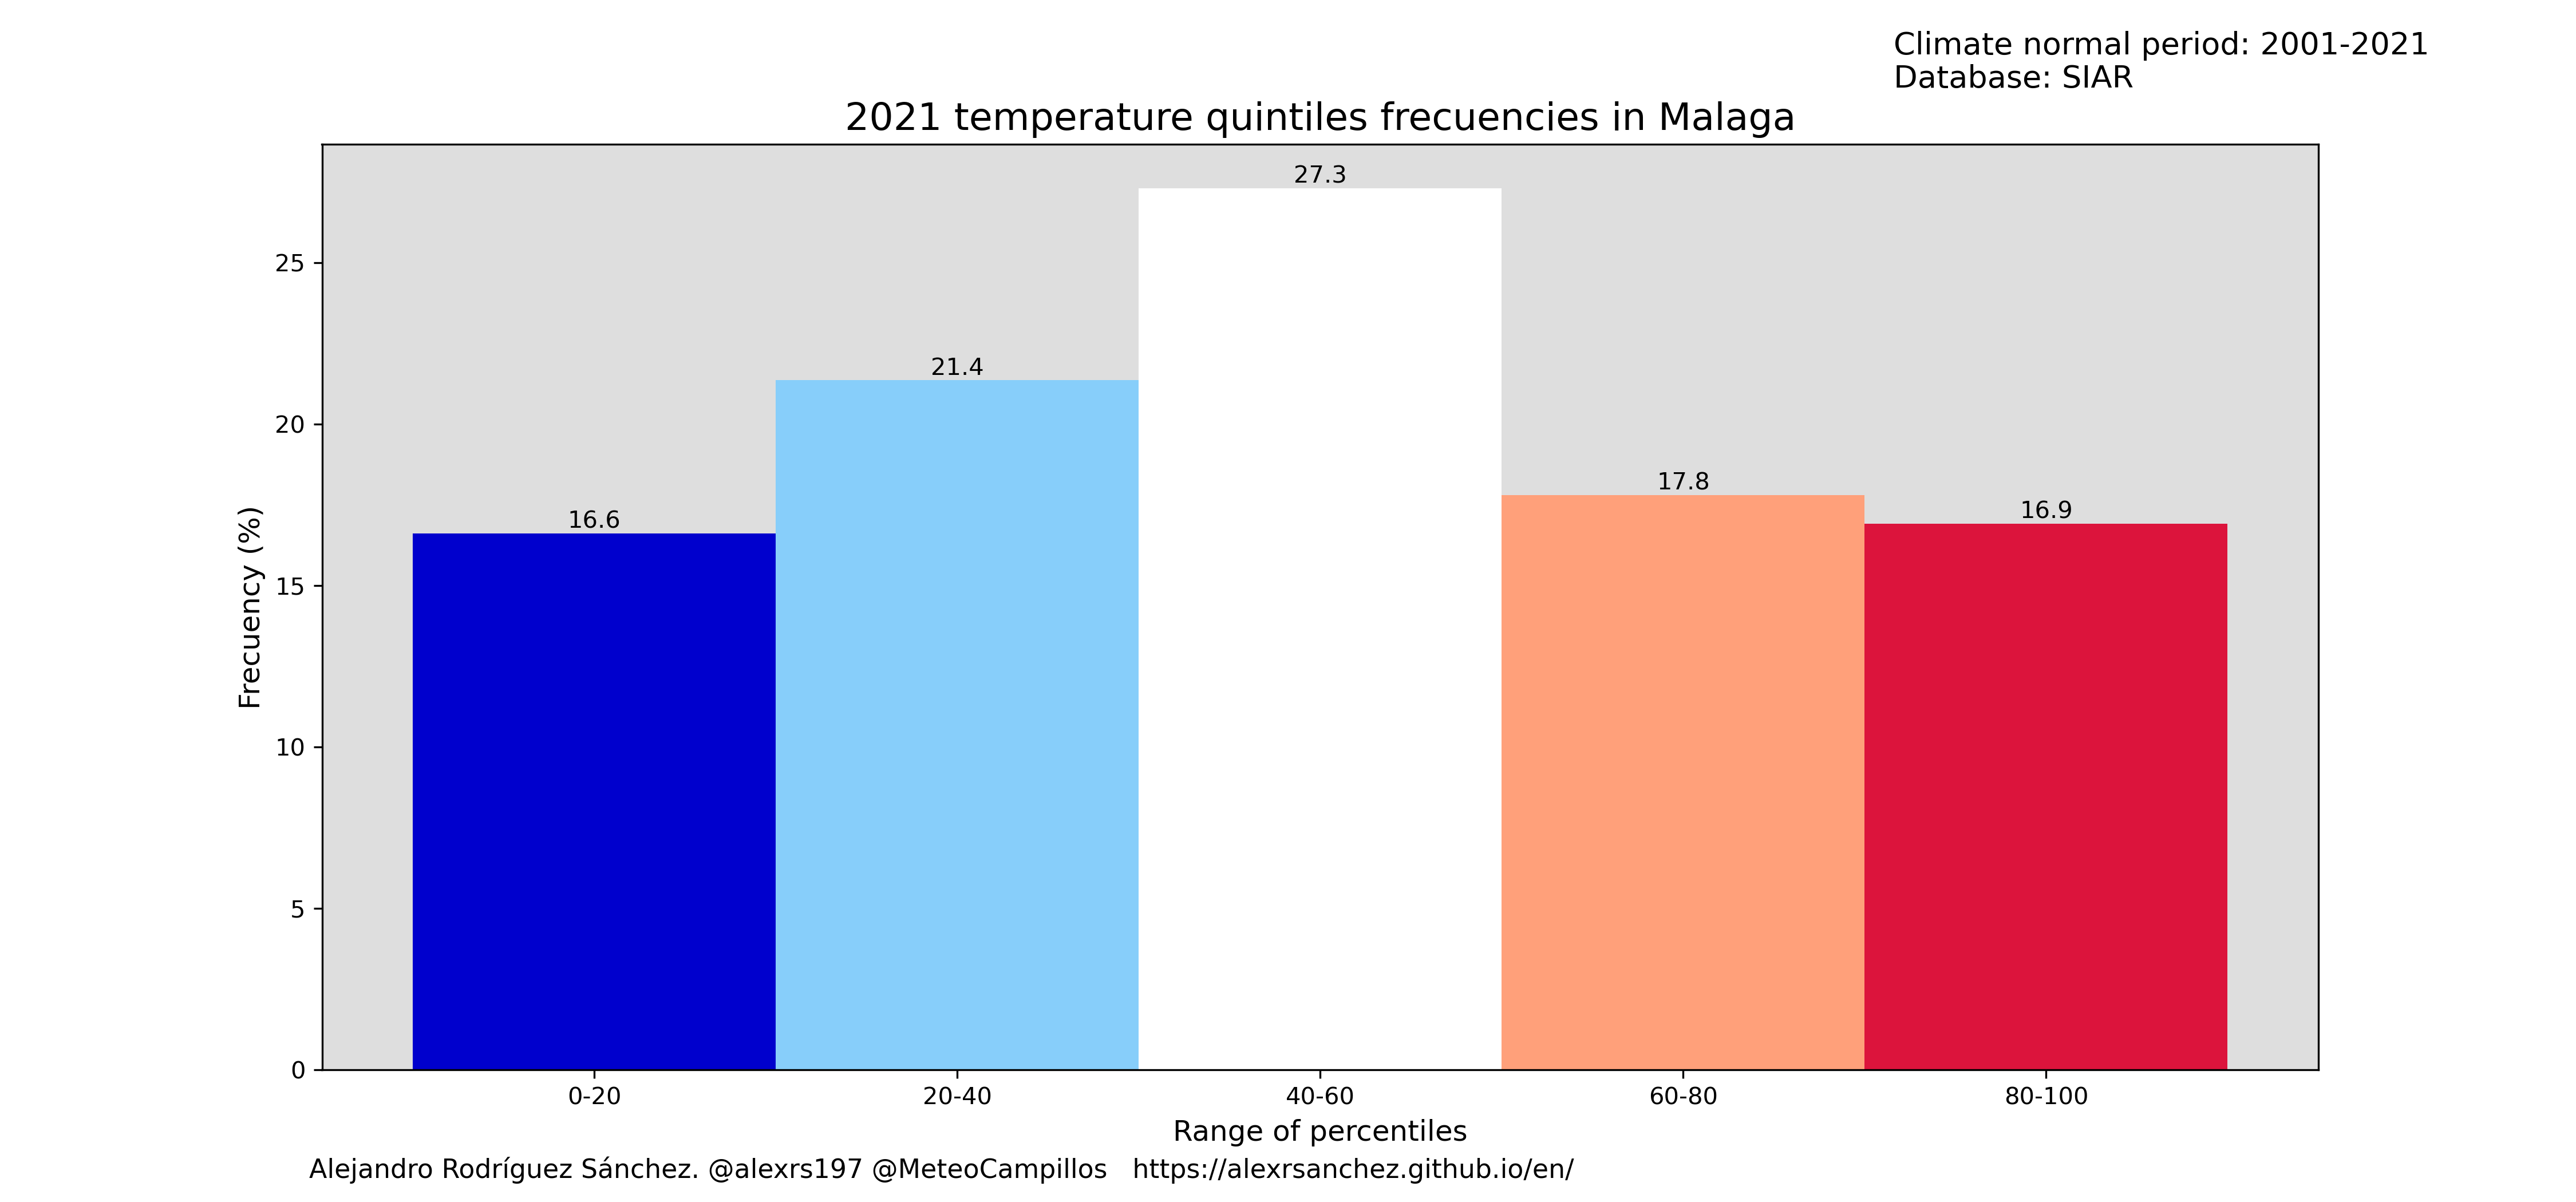 Climate normal period: 2001-2021
Database: SIAR
2021 temperature quintiles frecuencies in Malaga
27.3
25
21.4
20
17.8
16.9
16.6
15
10
5
0
Frecuency (%)
0-20 20-40 40-60 60-80 80-100
Range of percentiles
Alejandro Rodríguez Sánchez. @alexrs197 @MeteoCampillos https://alexrsanchez.github.io/en/